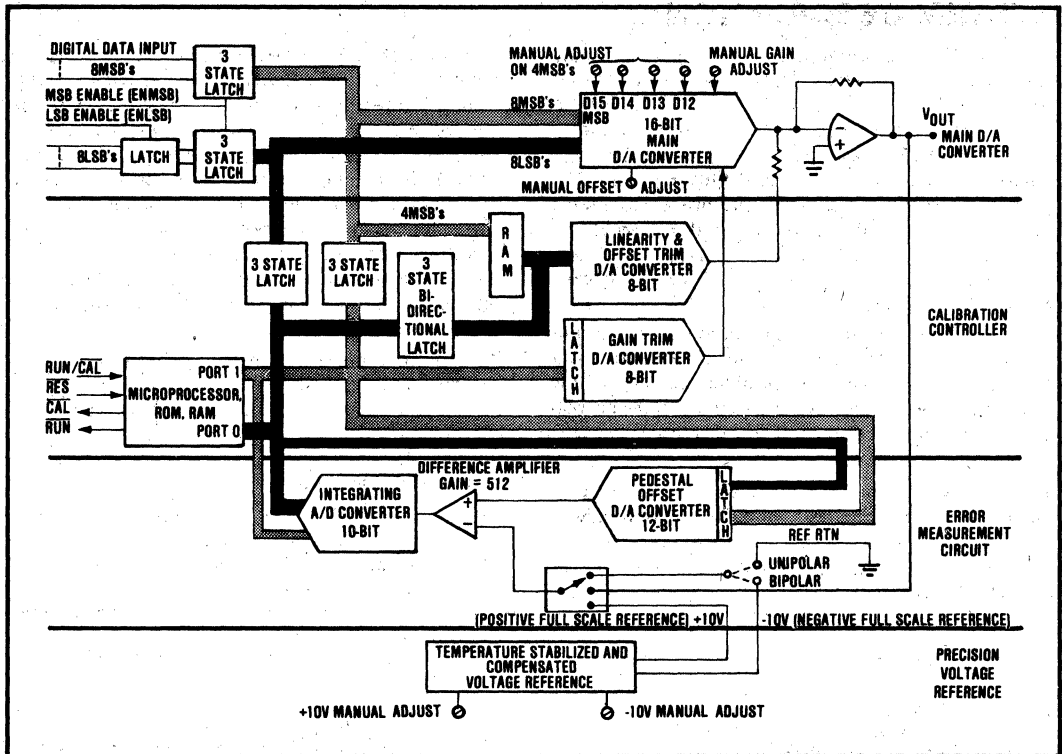 DIGITAL DATA INPUT
8MSB's
MSB ENABLE (ENMSB)
LSB ENABLE (ENLSB)
8LSB's
LATCH
3
STATE
LATCH
3
STATE
LATCH
MANUAL ADJUST
ON 4MSB's
MANUAL GAIN
ADJUST
8MSB's
8LSB's
D15 D14 D13 D12
MSB
16-BIT
MAIN
D/A CONVERTER
MANUAL OFFSET ADJUST
−
+
VOUT
MAIN D/A
CONVERTER
4MSB's
R
A
M
3 STATE
LATCH
3 STATE
LATCH
3
STATE
BI-
DIREC-
TIONAL
LATCH
LINEARITY &
OFFSET TRIM
D/A CONVERTER
8-BIT
L
A
T
C
H
GAIN TRIM
D/A CONVERTER
8-BIT
CALIBRATION
CONTROLLER
RUN/C̅A̅L̅
R̅E̅S̅
C̅A̅L̅
R̅U̅N̅
PORT 1
MICROPROCESSOR,
ROM, RAM
PORT 0
INTEGRATING
A/D CONVERTER
10-BIT
DIFFERENCE AMPLIFIER
GAIN = 512
+
−
PEDESTAL
OFFSET
D/A CONVERTER
12-BIT
L
A
T
C
H
REF RTN
UNIPOLAR
BIPOLAR
ERROR
MEASUREMENT
CIRCUIT
(POSITIVE FULL SCALE REFERENCE) +10V
-10V (NEGATIVE FULL SCALE REFERENCE)
TEMPERATURE STABILIZED AND
COMPENSATED
VOLTAGE REFERENCE
PRECISION
VOLTAGE
REFERENCE
+10V MANUAL ADJUST
-10V MANUAL ADJUST